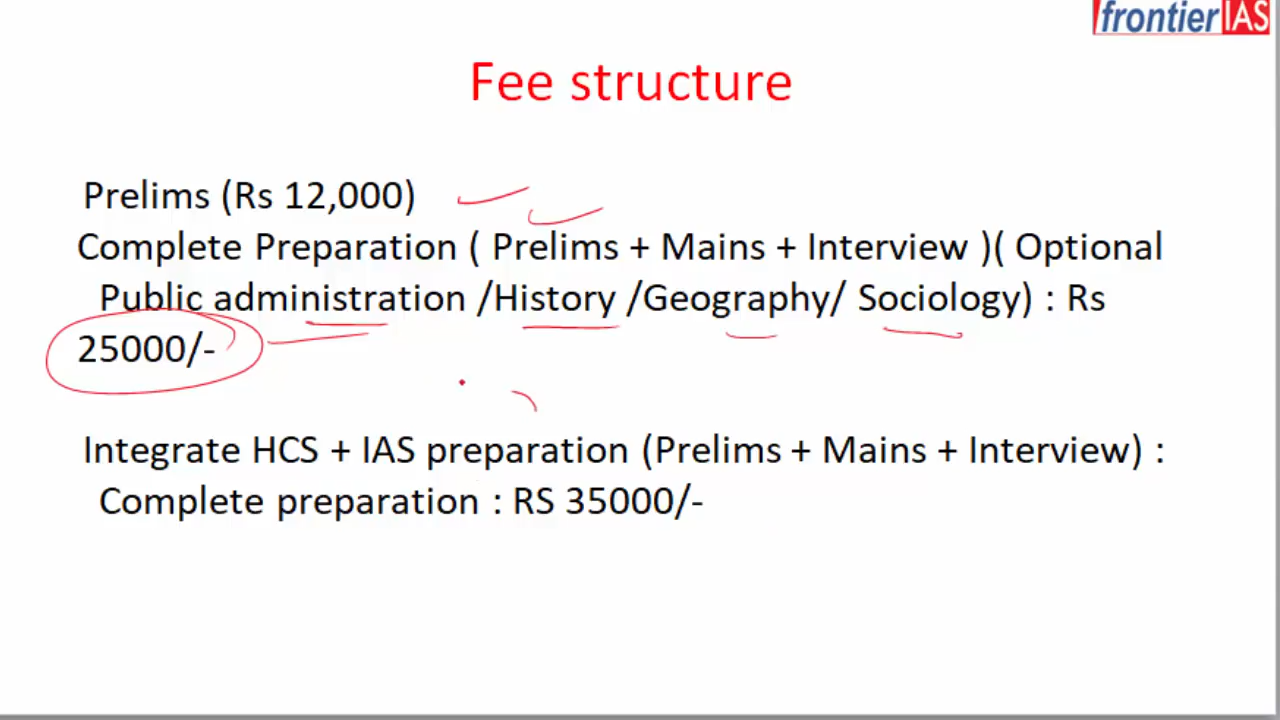 frontierIAS
Fee structure
Prelims (Rs 12,000)
Complete Preparation ( Prelims + Mains + Interview )( Optional
Public administration /History /Geography/ Sociology) : Rs
25000/-
Integrate HCS + IAS preparation (Prelims + Mains + Interview) :
Complete preparation : RS 35000/-